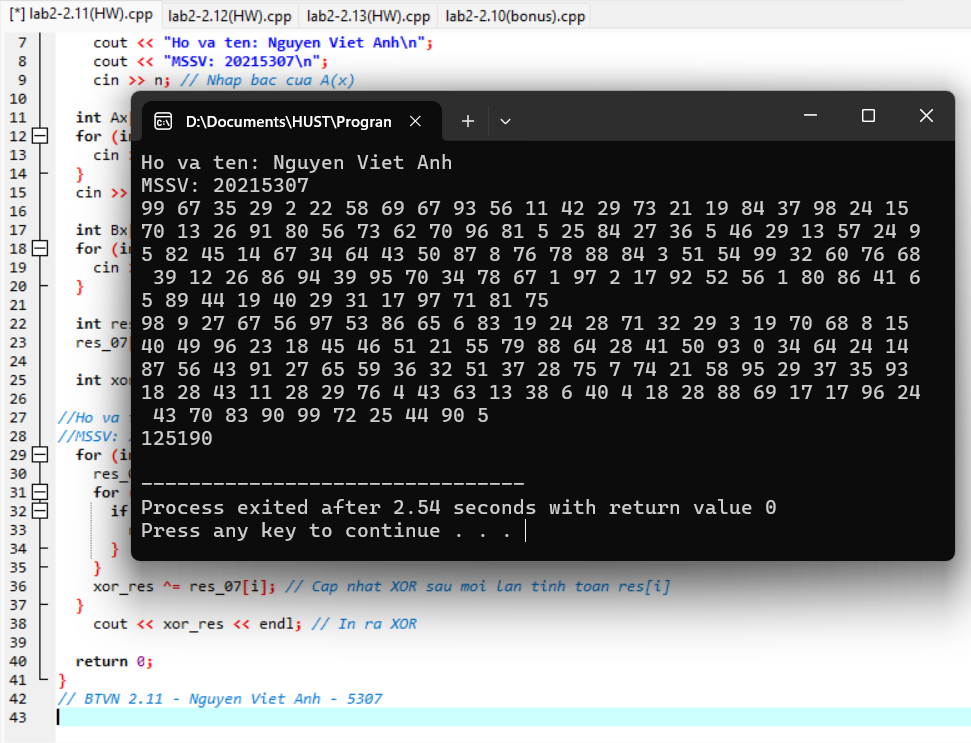 [*] lab2-2.11(HW).cpp lab2-2.12(HW).cpp lab2-2.13(HW).cpp lab2-2.10(bonus).cpp
7 cout << "Ho va ten: Nguyen Viet Anh\n";
8 cout << "MSSV: 20215307\n";
9 cin >> n; // Nhap bac cua A(x)
10
11 int Ax
12 for (in
13 cin
14 }
15 cin >>
16
17 int Bx
18 for (in
19 cin
20 }
21
22 int res
23 res_07
24
25 int xor
26
27 //Ho va
28 //MSSV:
29 for (in
30 res_0
31 for
32 if
33
34 }
35 }
36 xor_res ^= res_07[i]; // Cap nhat XOR sau moi lan tinh toan res[i]
37 }
38 cout << xor_res << endl; // In ra XOR
39
40 return 0;
41 }
42 // BTVN 2.11 - Nguyen Viet Anh - 5307
43
D:\Documents\HUST\Progran
Ho va ten: Nguyen Viet Anh
MSSV: 20215307
99 67 35 29 2 22 58 69 67 93 56 11 42 29 73 21 19 84 37 98 24 15
70 13 26 91 80 56 73 62 70 96 81 5 25 84 27 36 5 46 29 13 57 24 9
5 82 45 14 67 34 64 43 50 87 8 76 78 88 84 3 51 54 99 32 60 76 68
39 12 26 86 94 39 95 70 34 78 67 1 97 2 17 92 52 56 1 80 86 41 6
5 89 44 19 40 29 31 17 97 71 81 75
98 9 27 67 56 97 53 86 65 6 83 19 24 28 71 32 29 3 19 70 68 8 15
40 49 96 23 18 45 46 51 21 55 79 88 64 28 41 50 93 0 34 64 24 14
87 56 43 91 27 65 59 36 32 51 37 28 75 7 74 21 58 95 29 37 35 93
18 28 43 11 28 29 76 4 43 63 13 38 6 40 4 18 28 88 69 17 17 96 24
43 70 83 90 99 72 25 44 90 5
125190
--------------------------------
Process exited after 2.54 seconds with return value 0
Press any key to continue . . .